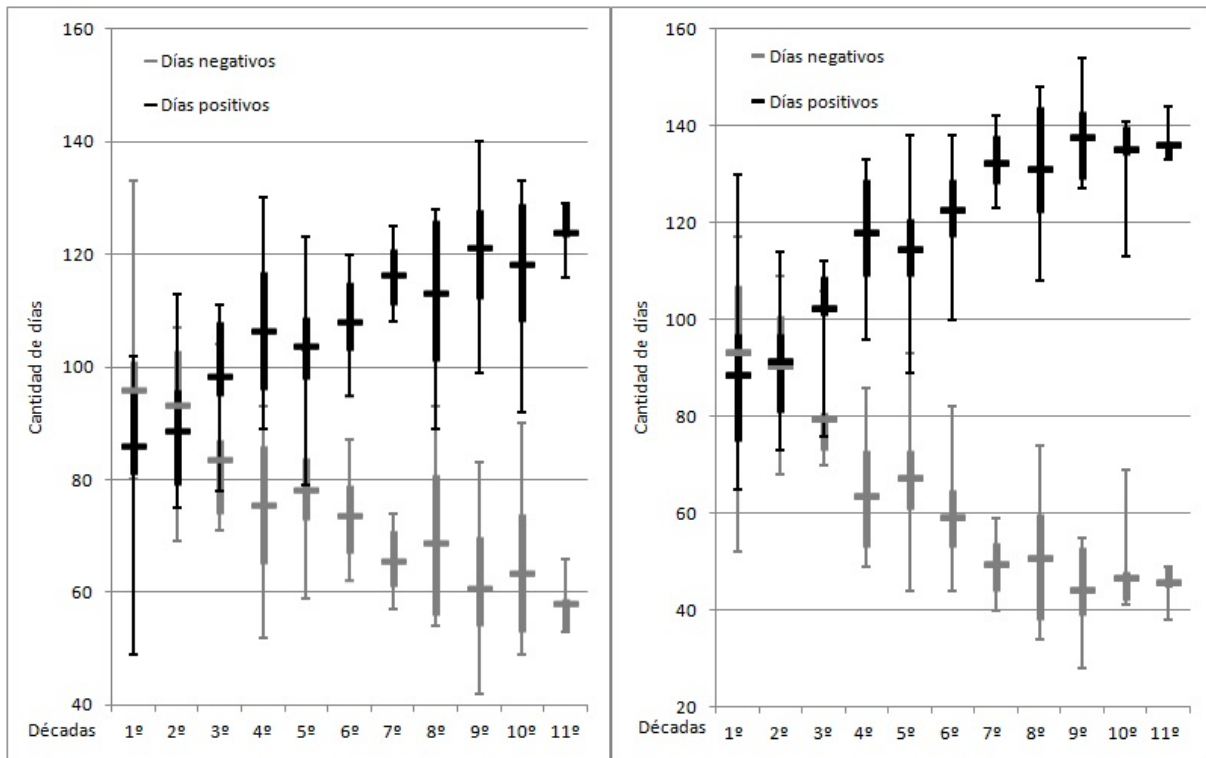 160
Días negativos
Días positivos
140
120
100
80
60
40
Cantidad de días
Décadas 1º 2º 3º 4º 5º 6º 7º 8º 9º 10º 11º
160
Días negativos
Días positivos
140
120
100
80
60
40
20
Cantidad de días
Décadas 1º 2º 3º 4º 5º 6º 7º 8º 9º 10º 11º